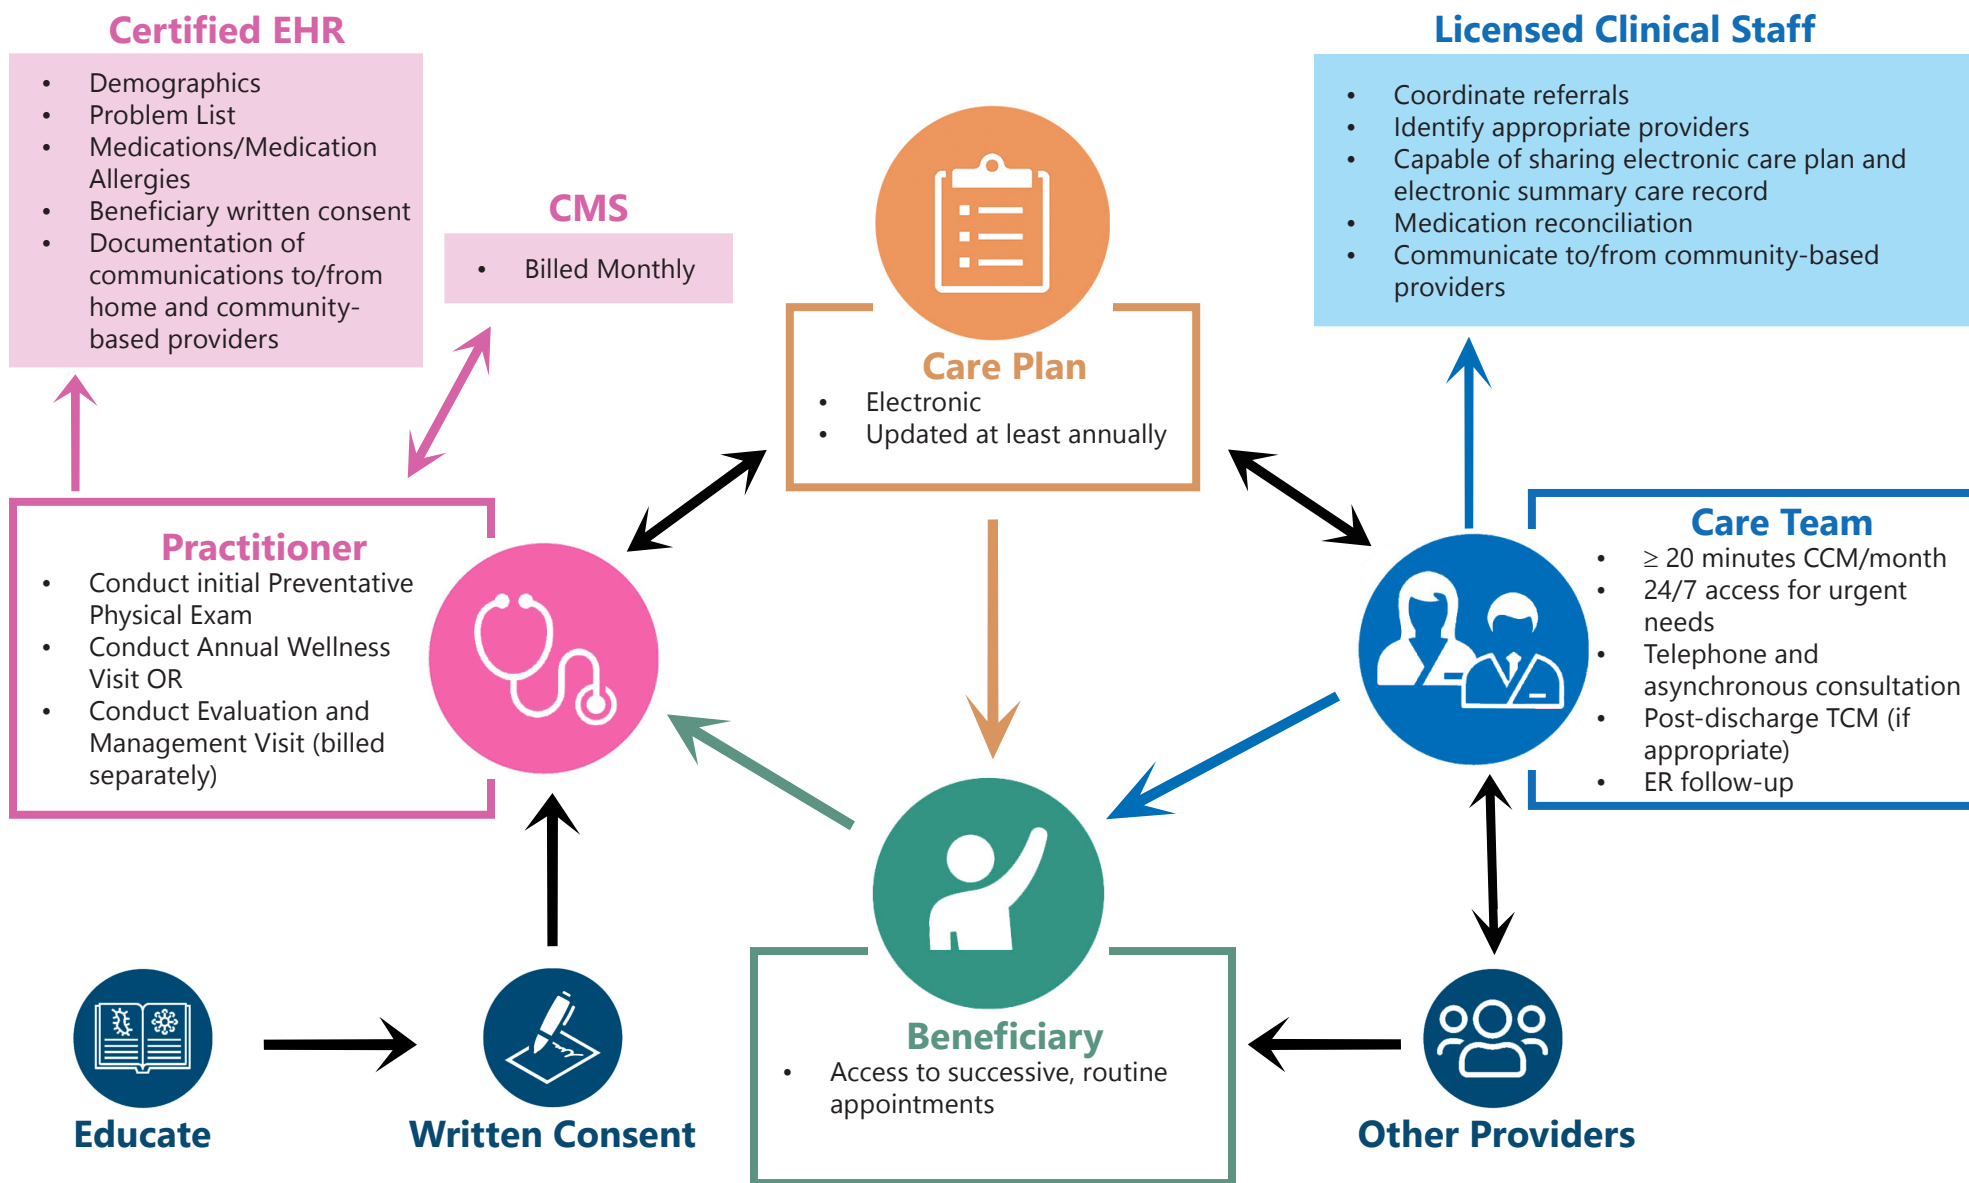 Certified EHR
• Demographics
• Problem List
• Medications/Medication
Allergies
• Beneficiary written consent
• Documentation of
communications to/from
home and community-
based providers
CMS
• Billed Monthly
Care Plan
• Electronic
• Updated at least annually
Licensed Clinical Staff
• Coordinate referrals
• Identify appropriate providers
• Capable of sharing electronic care plan and
electronic summary care record
• Medication reconciliation
• Communicate to/from community-based
providers
Practitioner
• Conduct initial Preventative
Physical Exam
• Conduct Annual Wellness
Visit OR
• Conduct Evaluation and
Management Visit (billed
separately)
Care Team
• ≥ 20 minutes CCM/month
• 24/7 access for urgent
needs
• Telephone and
asynchronous consultation
• Post-discharge TCM (if
appropriate)
• ER follow-up
Educate
Written Consent
Beneficiary
• Access to successive, routine
appointments
Other Providers